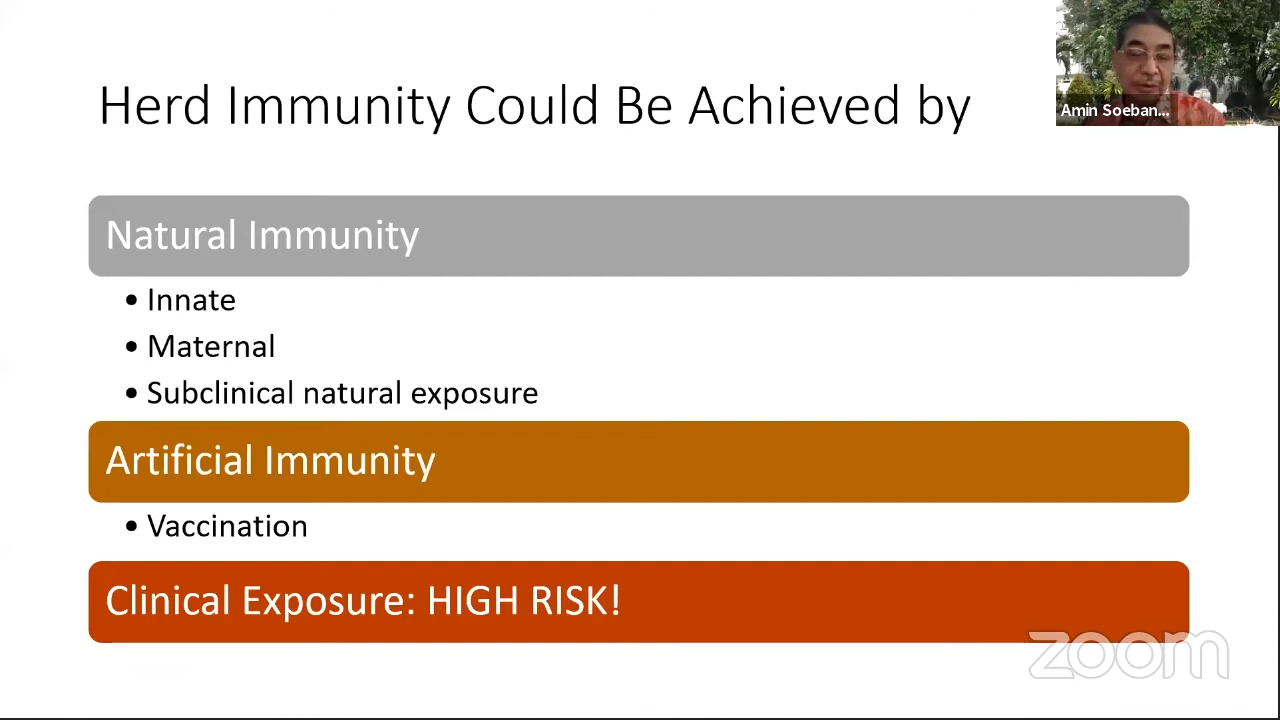 Herd Immunity Could Be Achieved by
Amin Soeban...
Natural Immunity
• Innate
• Maternal
• Subclinical natural exposure
Artificial Immunity
• Vaccination
Clinical Exposure: HIGH RISK!
zoom